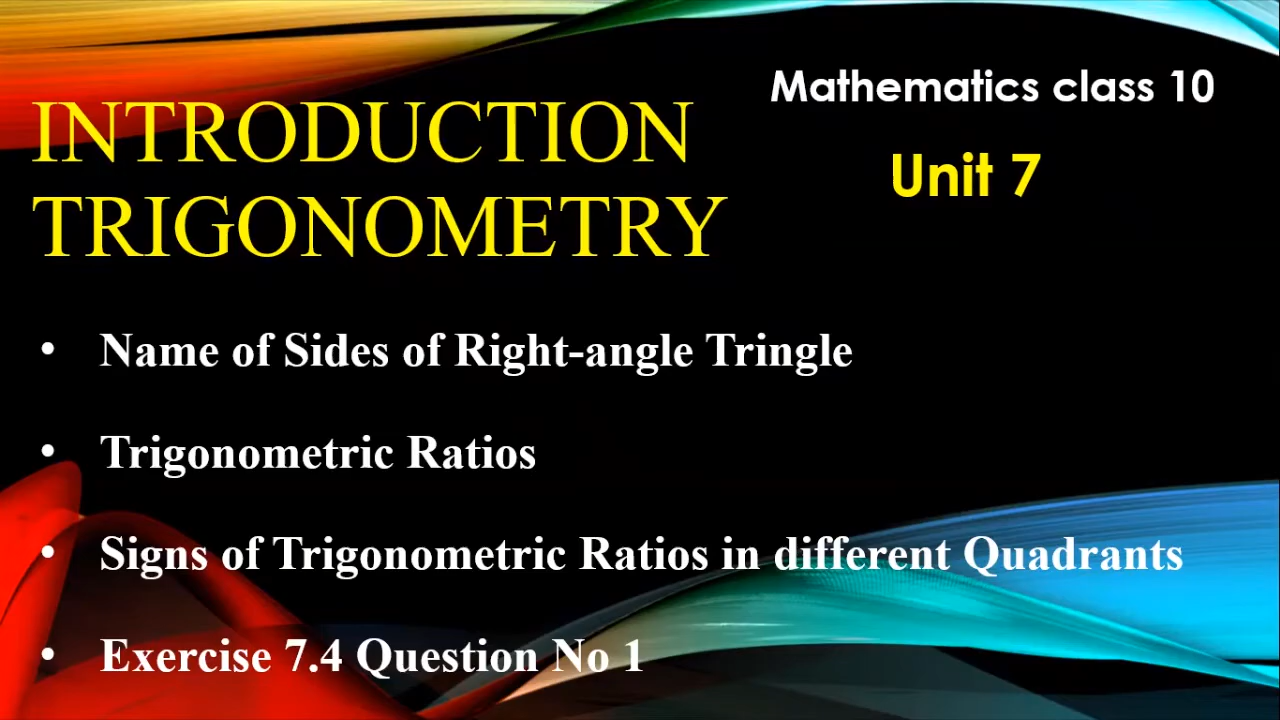 INTRODUCTION
TRIGONOMETRY
Mathematics class 10
Unit 7
• Name of Sides of Right-angle Tringle
• Trigonometric Ratios
• Signs of Trigonometric Ratios in different Quadrants
• Exercise 7.4 Question No 1